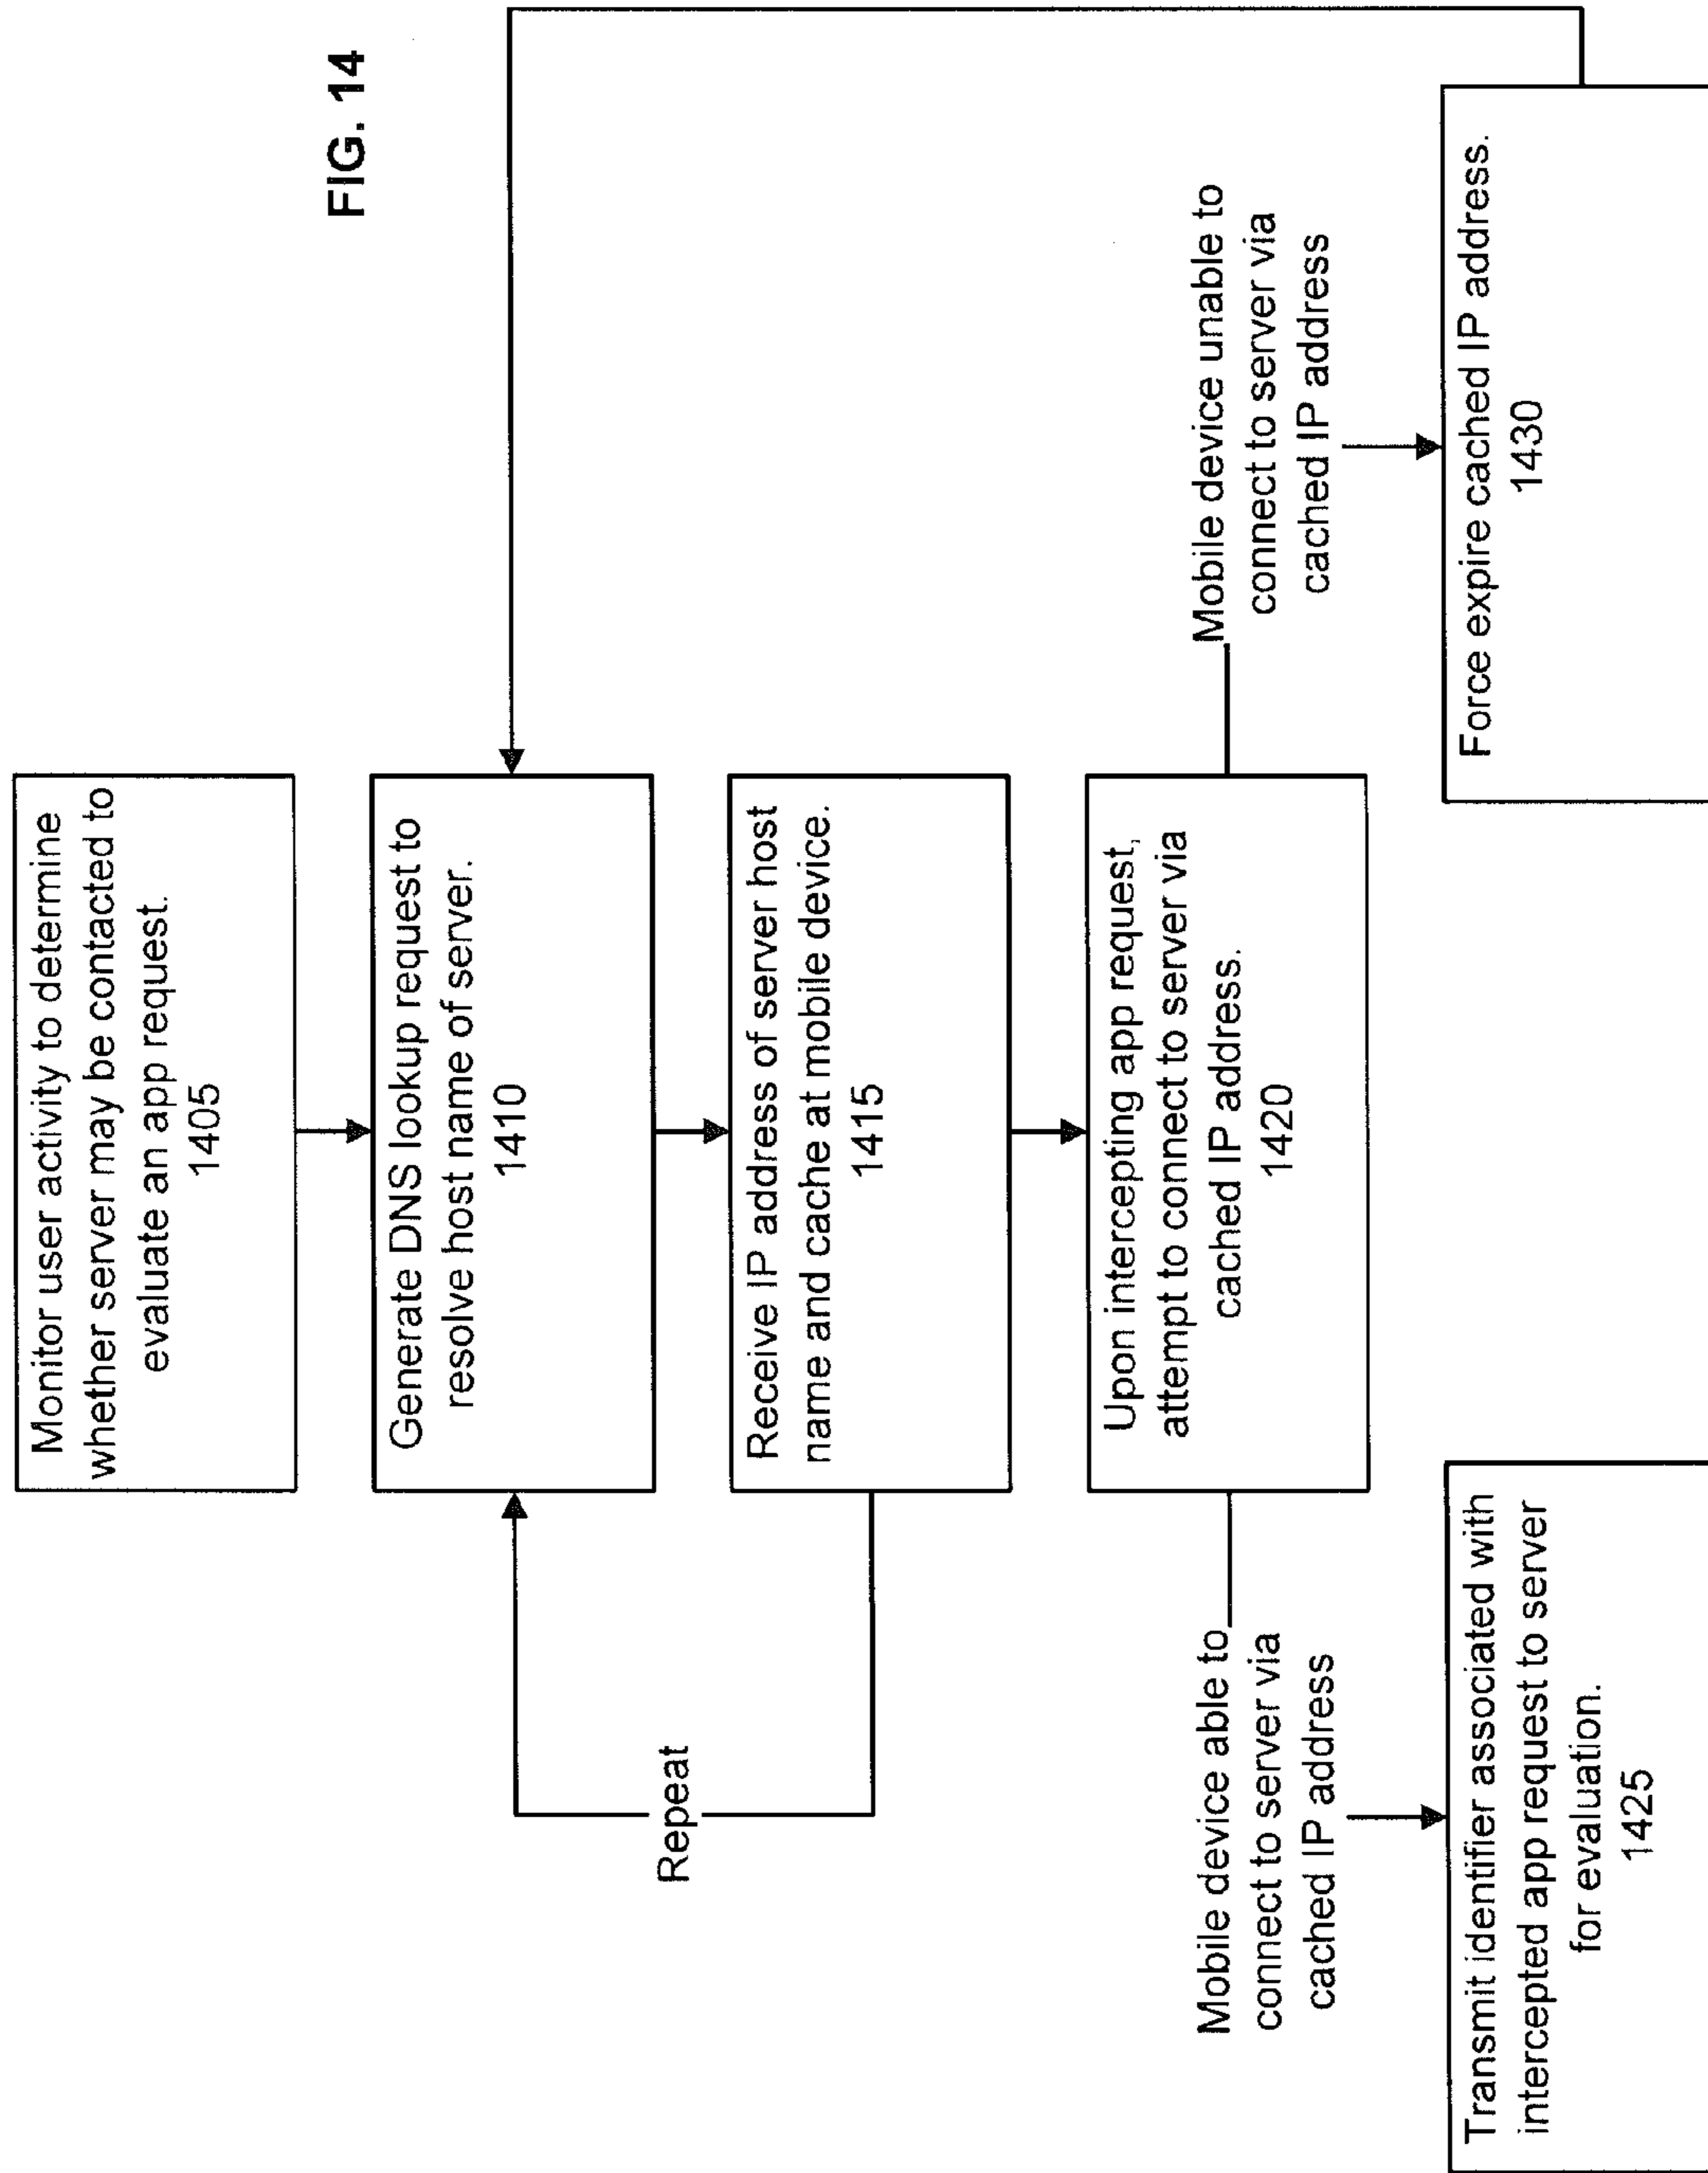 FIG. 14
Monitor user activity to determine
whether server may be contacted to
evaluate an app request.
1405
Generate DNS lookup request to
resolve host name of server.
1410
Receive IP address of server host
name and cache at mobile device.
1415
Repeat
Upon intercepting app request,
attempt to connect to server via
cached IP address.
1420
Mobile device able to
connect to server via
cached IP address
Mobile device unable to
connect to server via
cached IP address
Transmit identifier associated with
intercepted app request to server
for evaluation.
1425
Force expire cached IP address.
1430